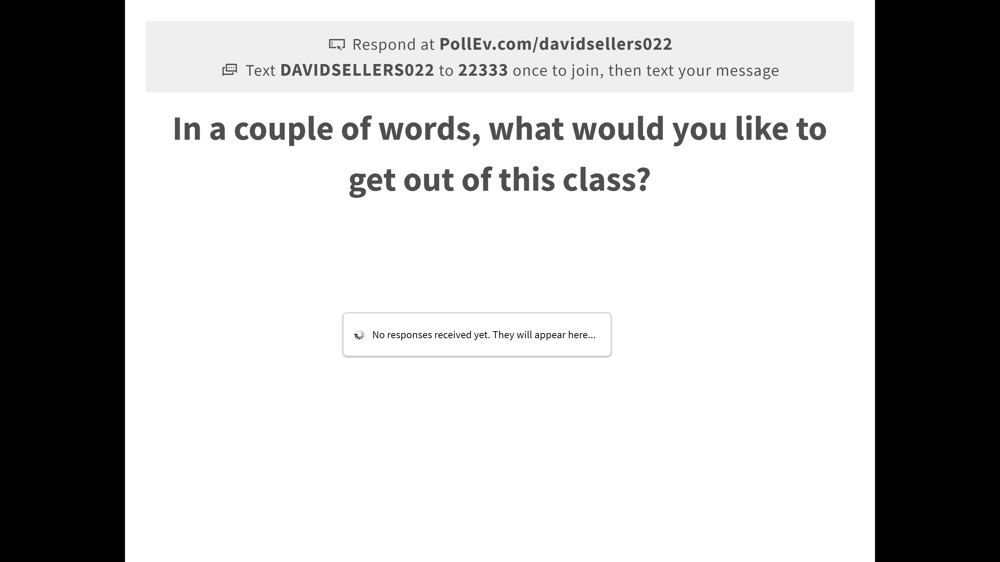 Respond at PollEv.com/davidsellers022
Text DAVIDSELLERS022 to 22333 once to join, then text your message
In a couple of words, what would you like to
get out of this class?
No responses received yet. They will appear here...